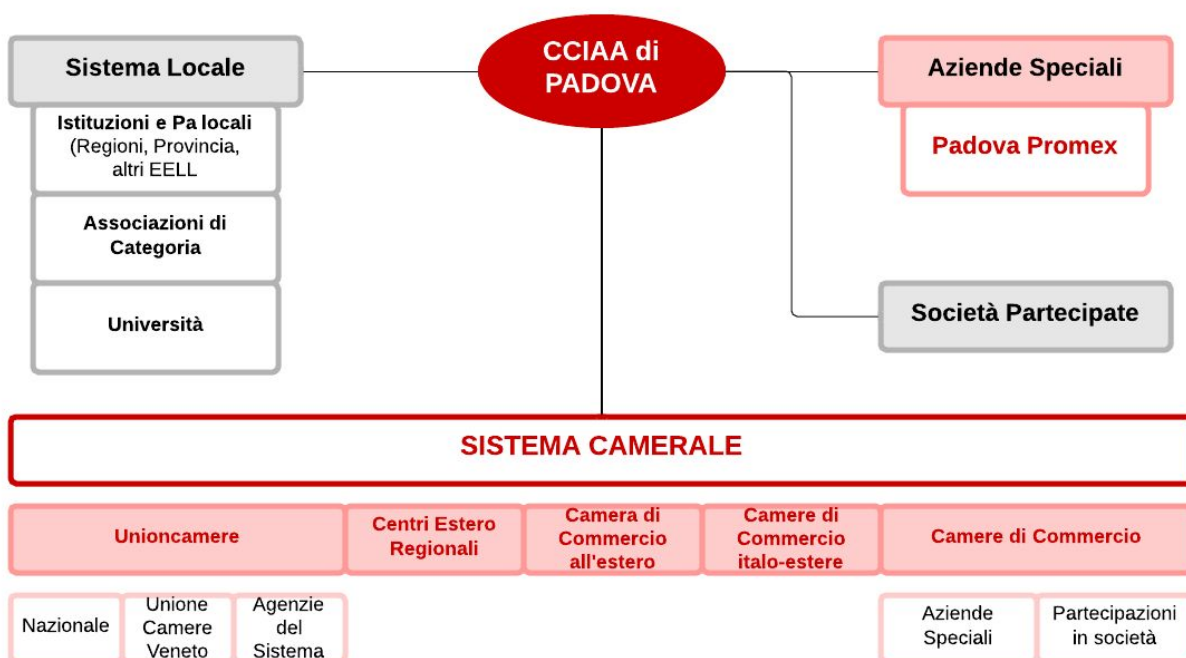 Sistema Locale
CCIAA di
PADOVA
Aziende Speciali
Istituzioni e Pa locali
(Regioni, Provincia,
altri EELL
Padova Promex
Associazioni di
Categoria
Università
Società Partecipate
SISTEMA CAMERALE
Unioncamere
Centri Estero
Regionali
Camera di
Commercio
all'estero
Camere di
Commercio
italo-estere
Camere di Commercio
Nazionale
Unione
Camere
Veneto
Agenzie
del
Sistema
Aziende
Speciali
Partecipazioni
in società